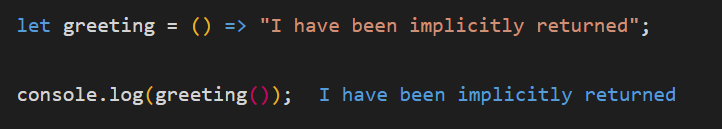 let greeting = () => "I have been implicitly returned";
console.log(greeting()); I have been implicitly returned